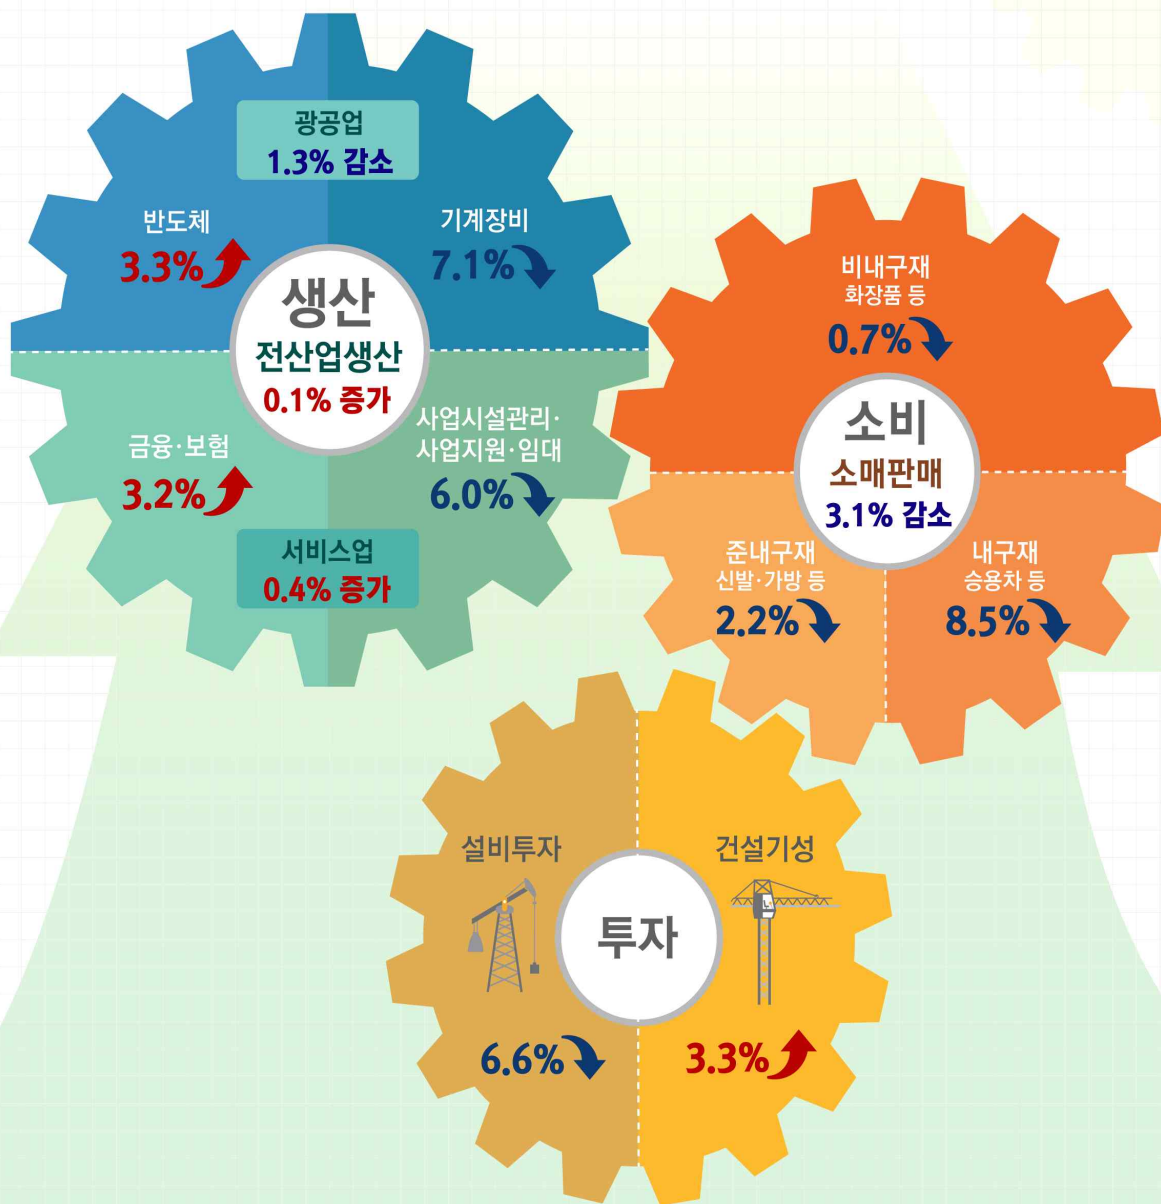 광공업
1.3% 감소
반도체
3.3%
기계장비
7.1%
생산
전산업생산
0.1% 증가
금융·보험
3.2%
사업시설관리·
사업지원·임대
6.0%
서비스업
0.4% 증가
비내구재
화장품 등
0.7%
소비
소매판매
3.1% 감소
준내구재
신발·가방 등
2.2%
내구재
승용차 등
8.5%
설비투자
6.6%
투자
건설기성
3.3%